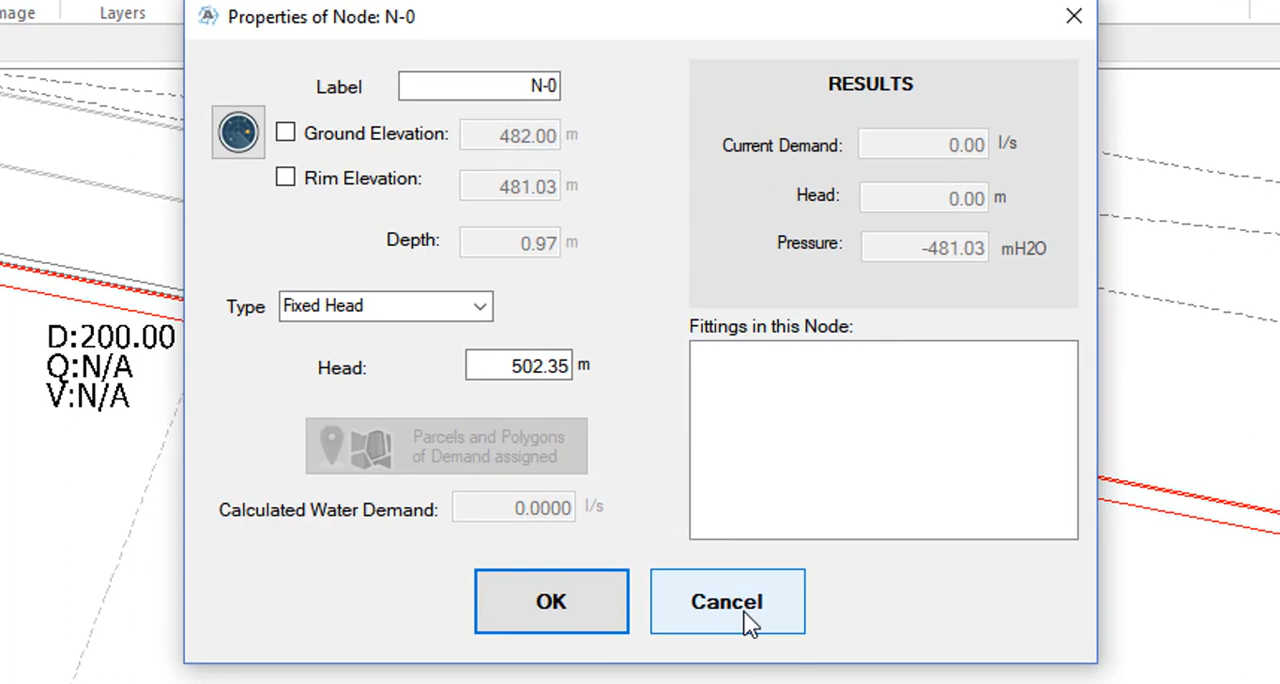 mage
Layers
Properties of Node: N-0
Label N-0
Ground Elevation: 482.00 m
Rim Elevation: 481.03 m
Depth: 0.97 m
Type Fixed Head
Head: 502.35 m
Parcels and Polygons
of Demand assigned
Calculated Water Demand: 0.0000 l/s
RESULTS
Current Demand: 0.00 l/s
Head: 0.00 m
Pressure: -481.03 mH2O
Fittings in this Node:
OK
Cancel
D:200.00
Q:N/A
V:N/A